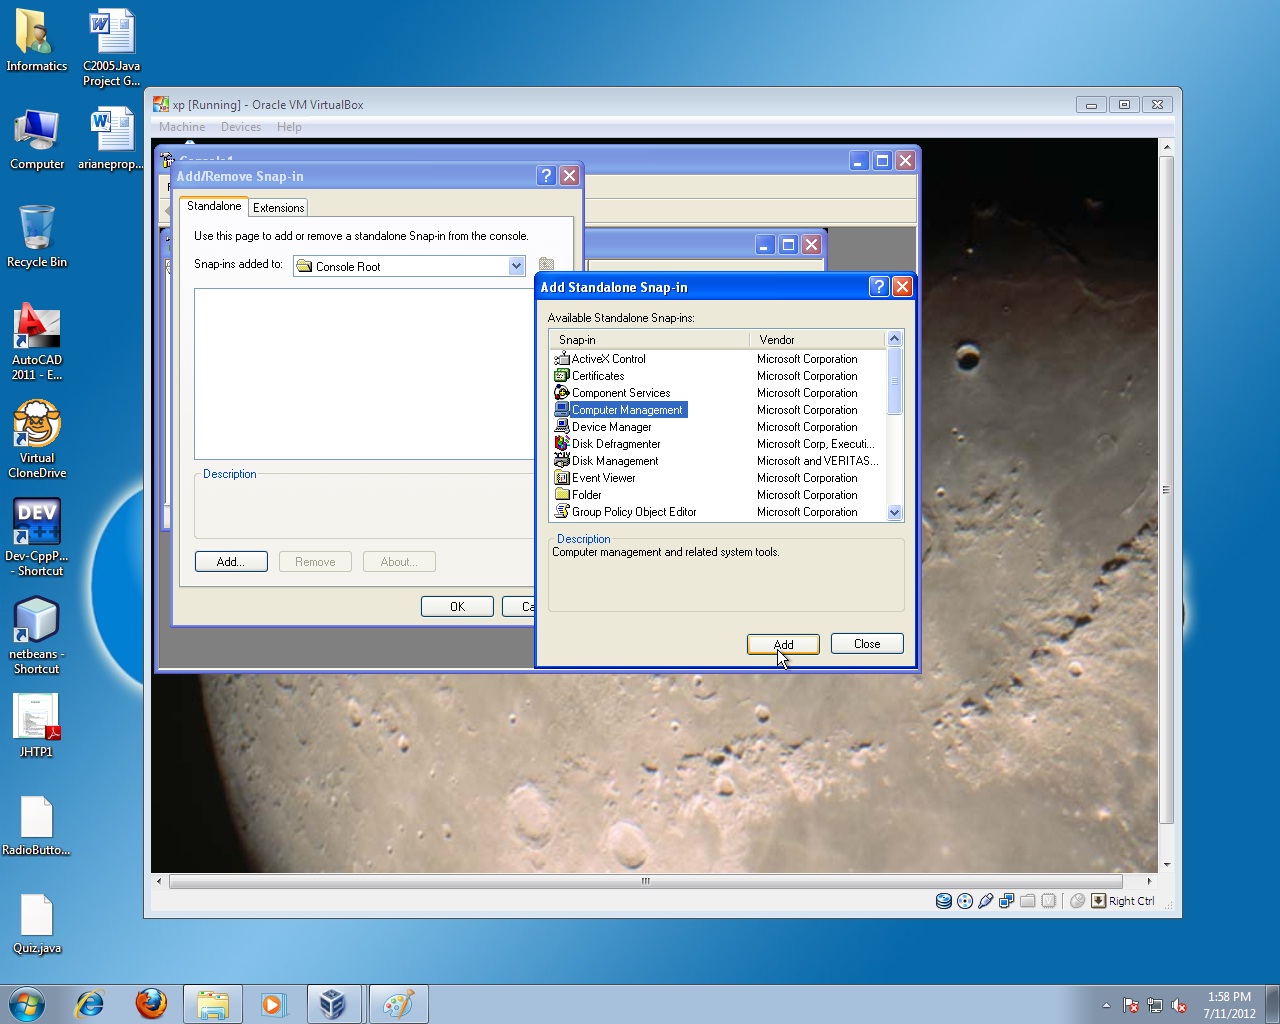 Informatics
C2005.Java
Project G...
Computer
arianeprop...
Recycle Bin
AutoCAD
2011 - E...
Virtual
CloneDrive
DEV
Dev-CppP...
- Shortcut
netbeans -
Shortcut
JHTP1
RadioButto...
Quiz.java
xp [Running] - Oracle VM VirtualBox
Machine Devices Help
Add/Remove Snap-in
Standalone Extensions
Use this page to add or remove a standalone Snap-in from the console.
Snap-ins added to: Console Root
Description
Add... Remove About...
OK Ca
Add Standalone Snap-in
Available Standalone Snap-ins:
Snap-in Vendor
ActiveX Control Microsoft Corporation
Certificates Microsoft Corporation
Component Services Microsoft Corporation
Computer Management Microsoft Corporation
Device Manager Microsoft Corporation
Disk Defragmenter Microsoft Corp, Executi...
Disk Management Microsoft and VERITAS...
Event Viewer Microsoft Corporation
Folder Microsoft Corporation
Group Policy Object Editor Microsoft Corporation
Description
Computer management and related system tools.
Add Close
Right Ctrl
1:58 PM
7/11/2012